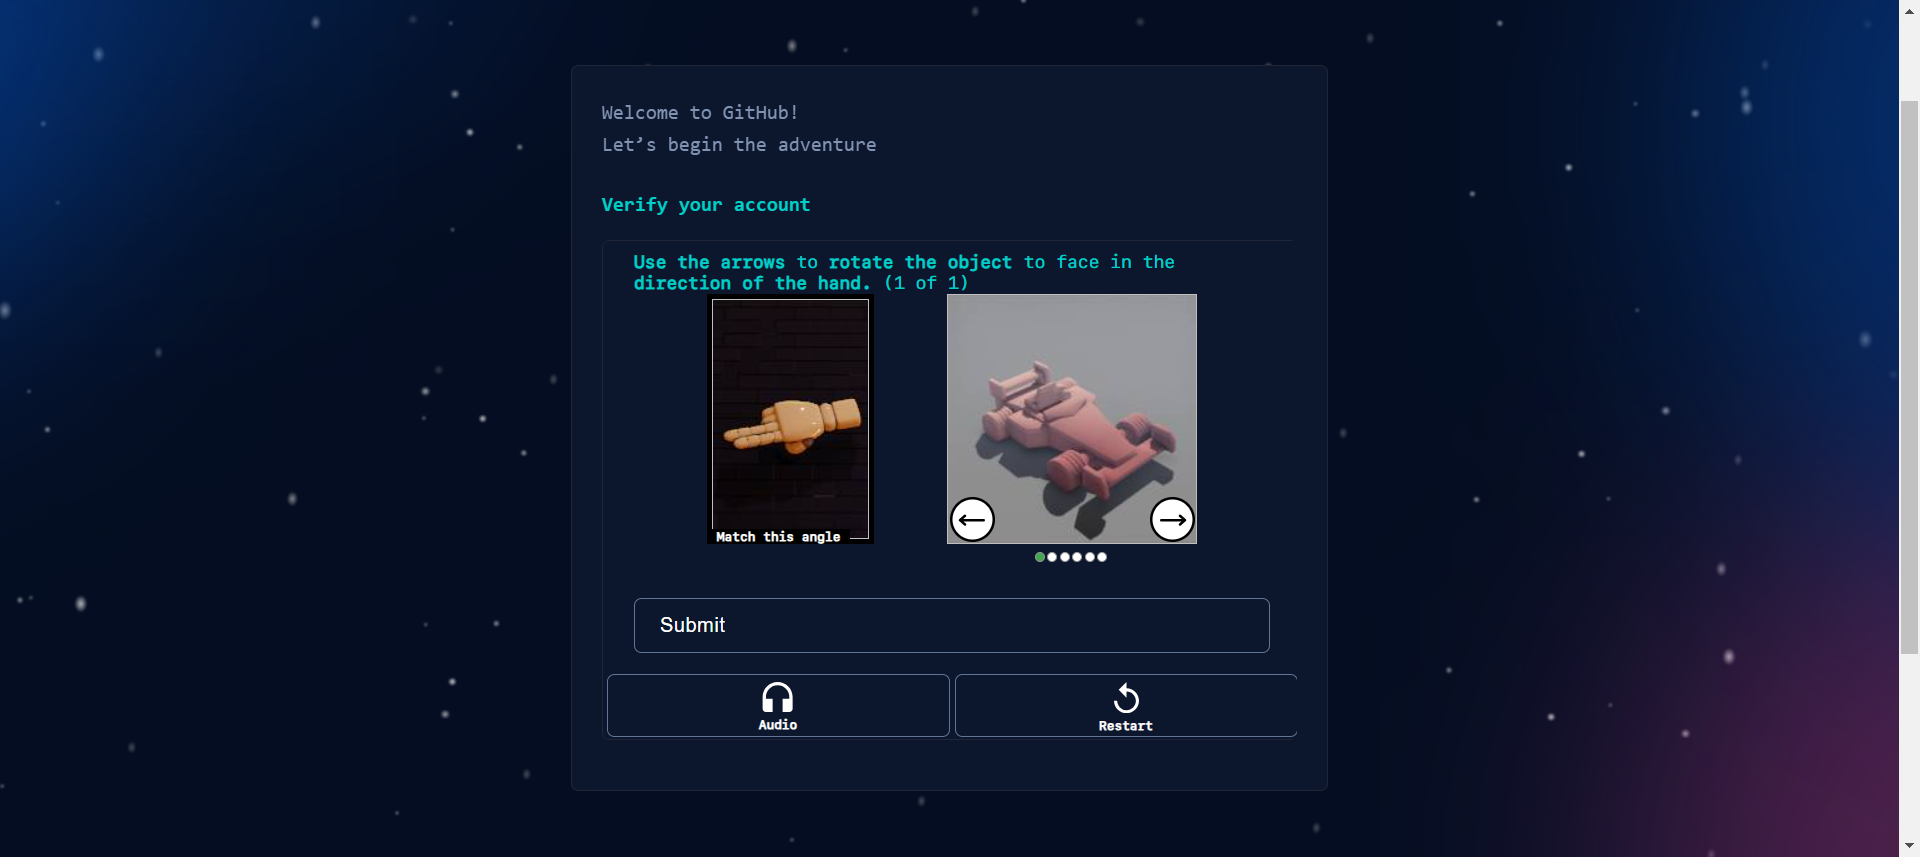 Welcome to GitHub!
Let’s begin the adventure
Verify your account
Use the arrows to rotate the object to face in the
direction of the hand. (1 of 1)
Match this angle
Submit
Audio
Restart